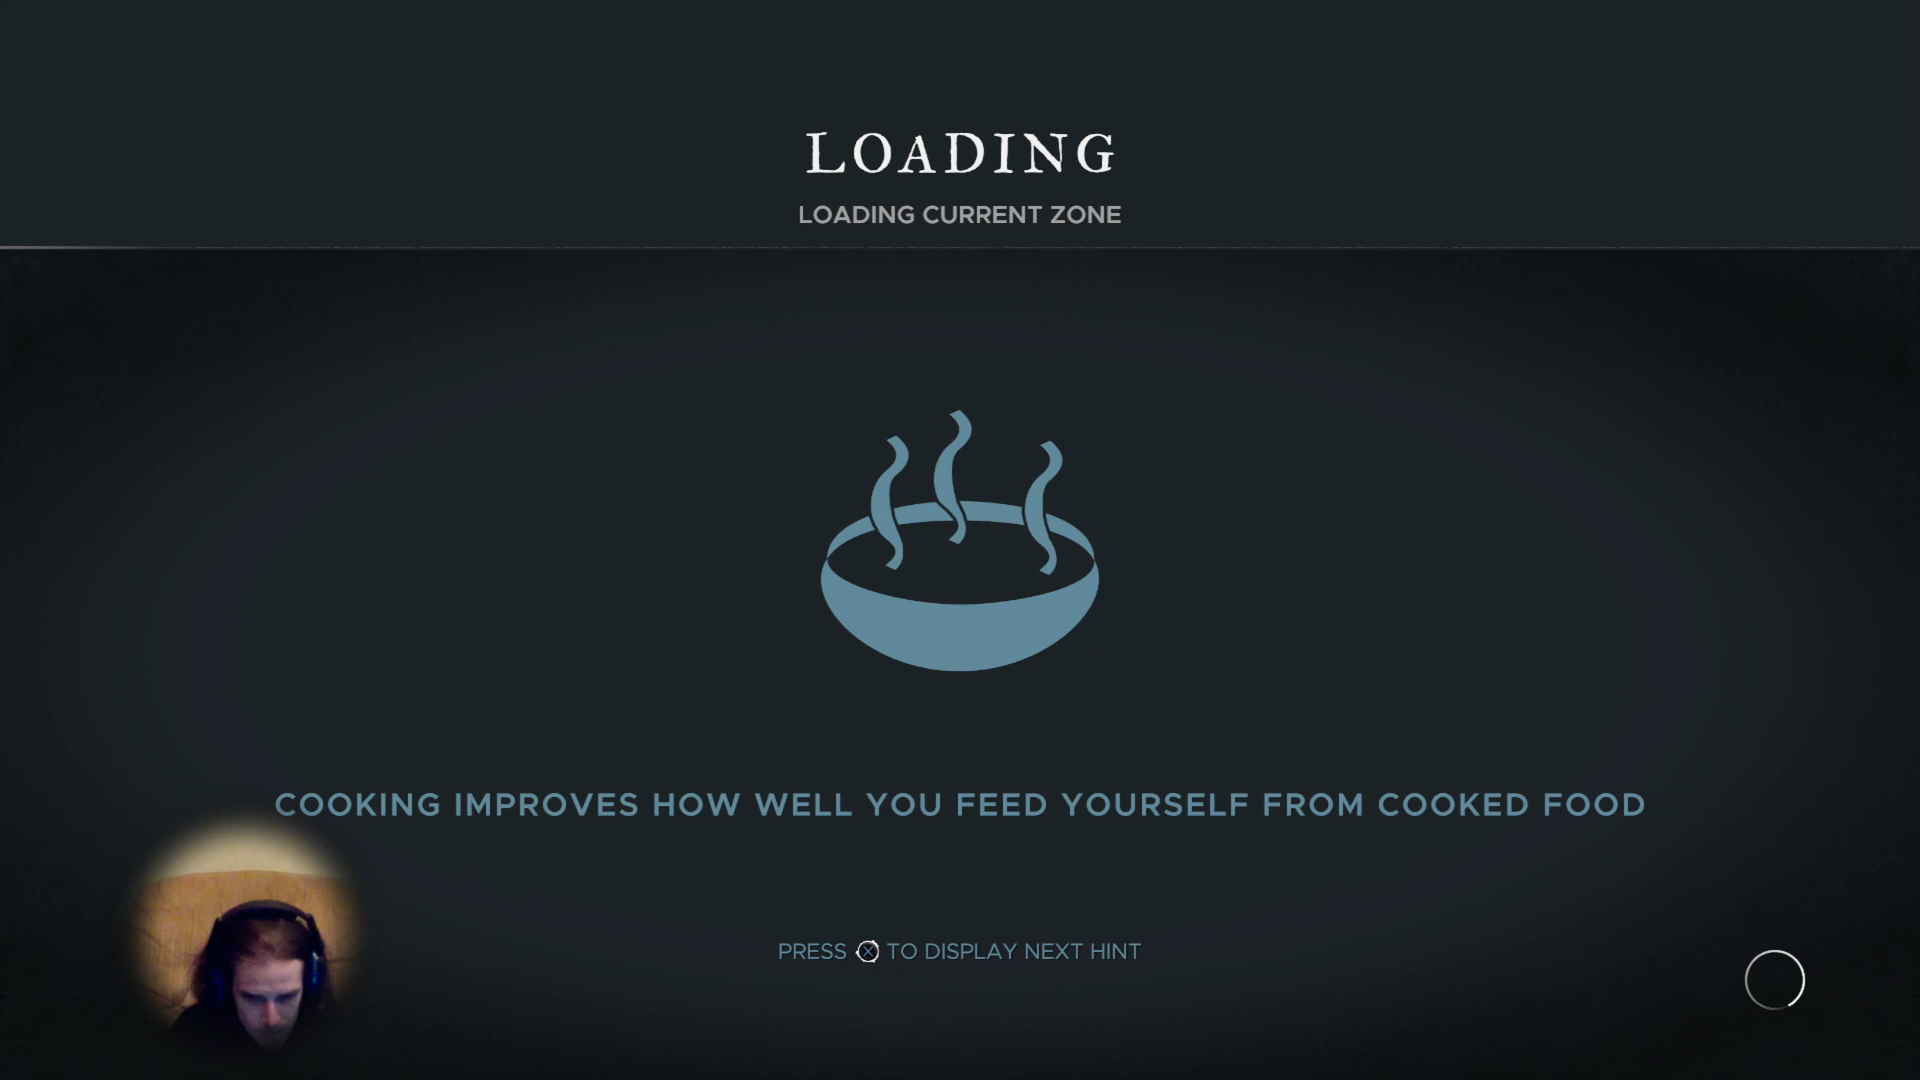 LOADING
LOADING CURRENT ZONE
COOKING IMPROVES HOW WELL YOU FEED YOURSELF FROM COOKED FOOD
PRESS X TO DISPLAY NEXT HINT